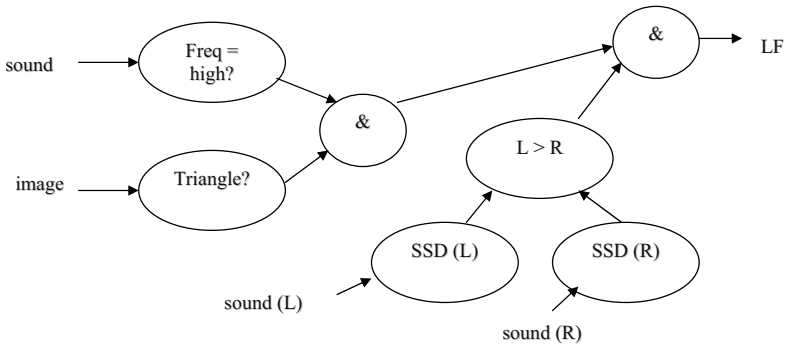 sound
Freq =
high?
&
&
LF
L > R
image
Triangle?
SSD (L)
SSD (R)
sound (L)
sound (R)